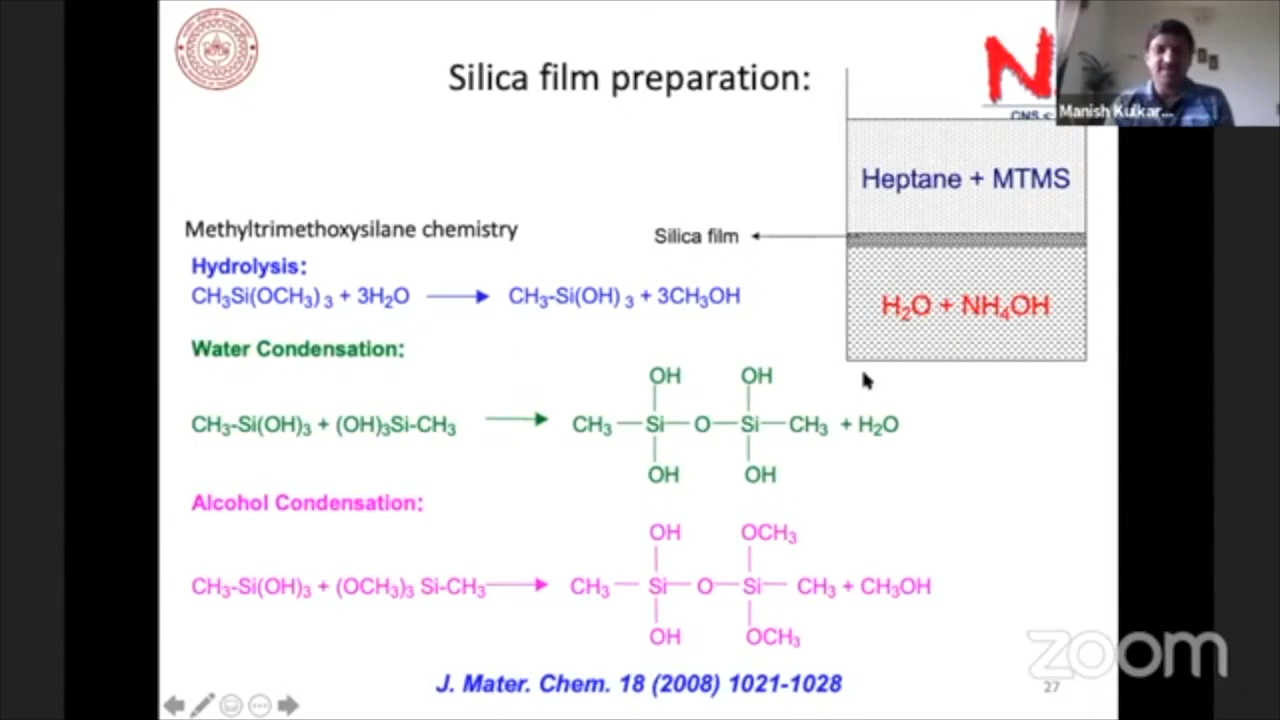 Silica film preparation:
N
CNS
Manish Kulkar...
Heptane + MTMS
Methyltrimethoxysilane chemistry
Silica film
Hydrolysis:
CH₃Si(OCH₃)₃ + 3H₂O CH₃-Si(OH)₃ + 3CH₃OH
H₂O + NH₄OH
Water Condensation:
OH OH
CH₃-Si(OH)₃ + (OH)₃Si-CH₃ CH₃—Si—O—Si—CH₃ + H₂O
OH OH
Alcohol Condensation:
OH OCH₃
CH₃-Si(OH)₃ + (OCH₃)₃ Si-CH₃ CH₃—Si—O—Si— CH₃ + CH₃OH
OH OCH₃
zoom
J. Mater. Chem. 18 (2008) 1021-1028
27